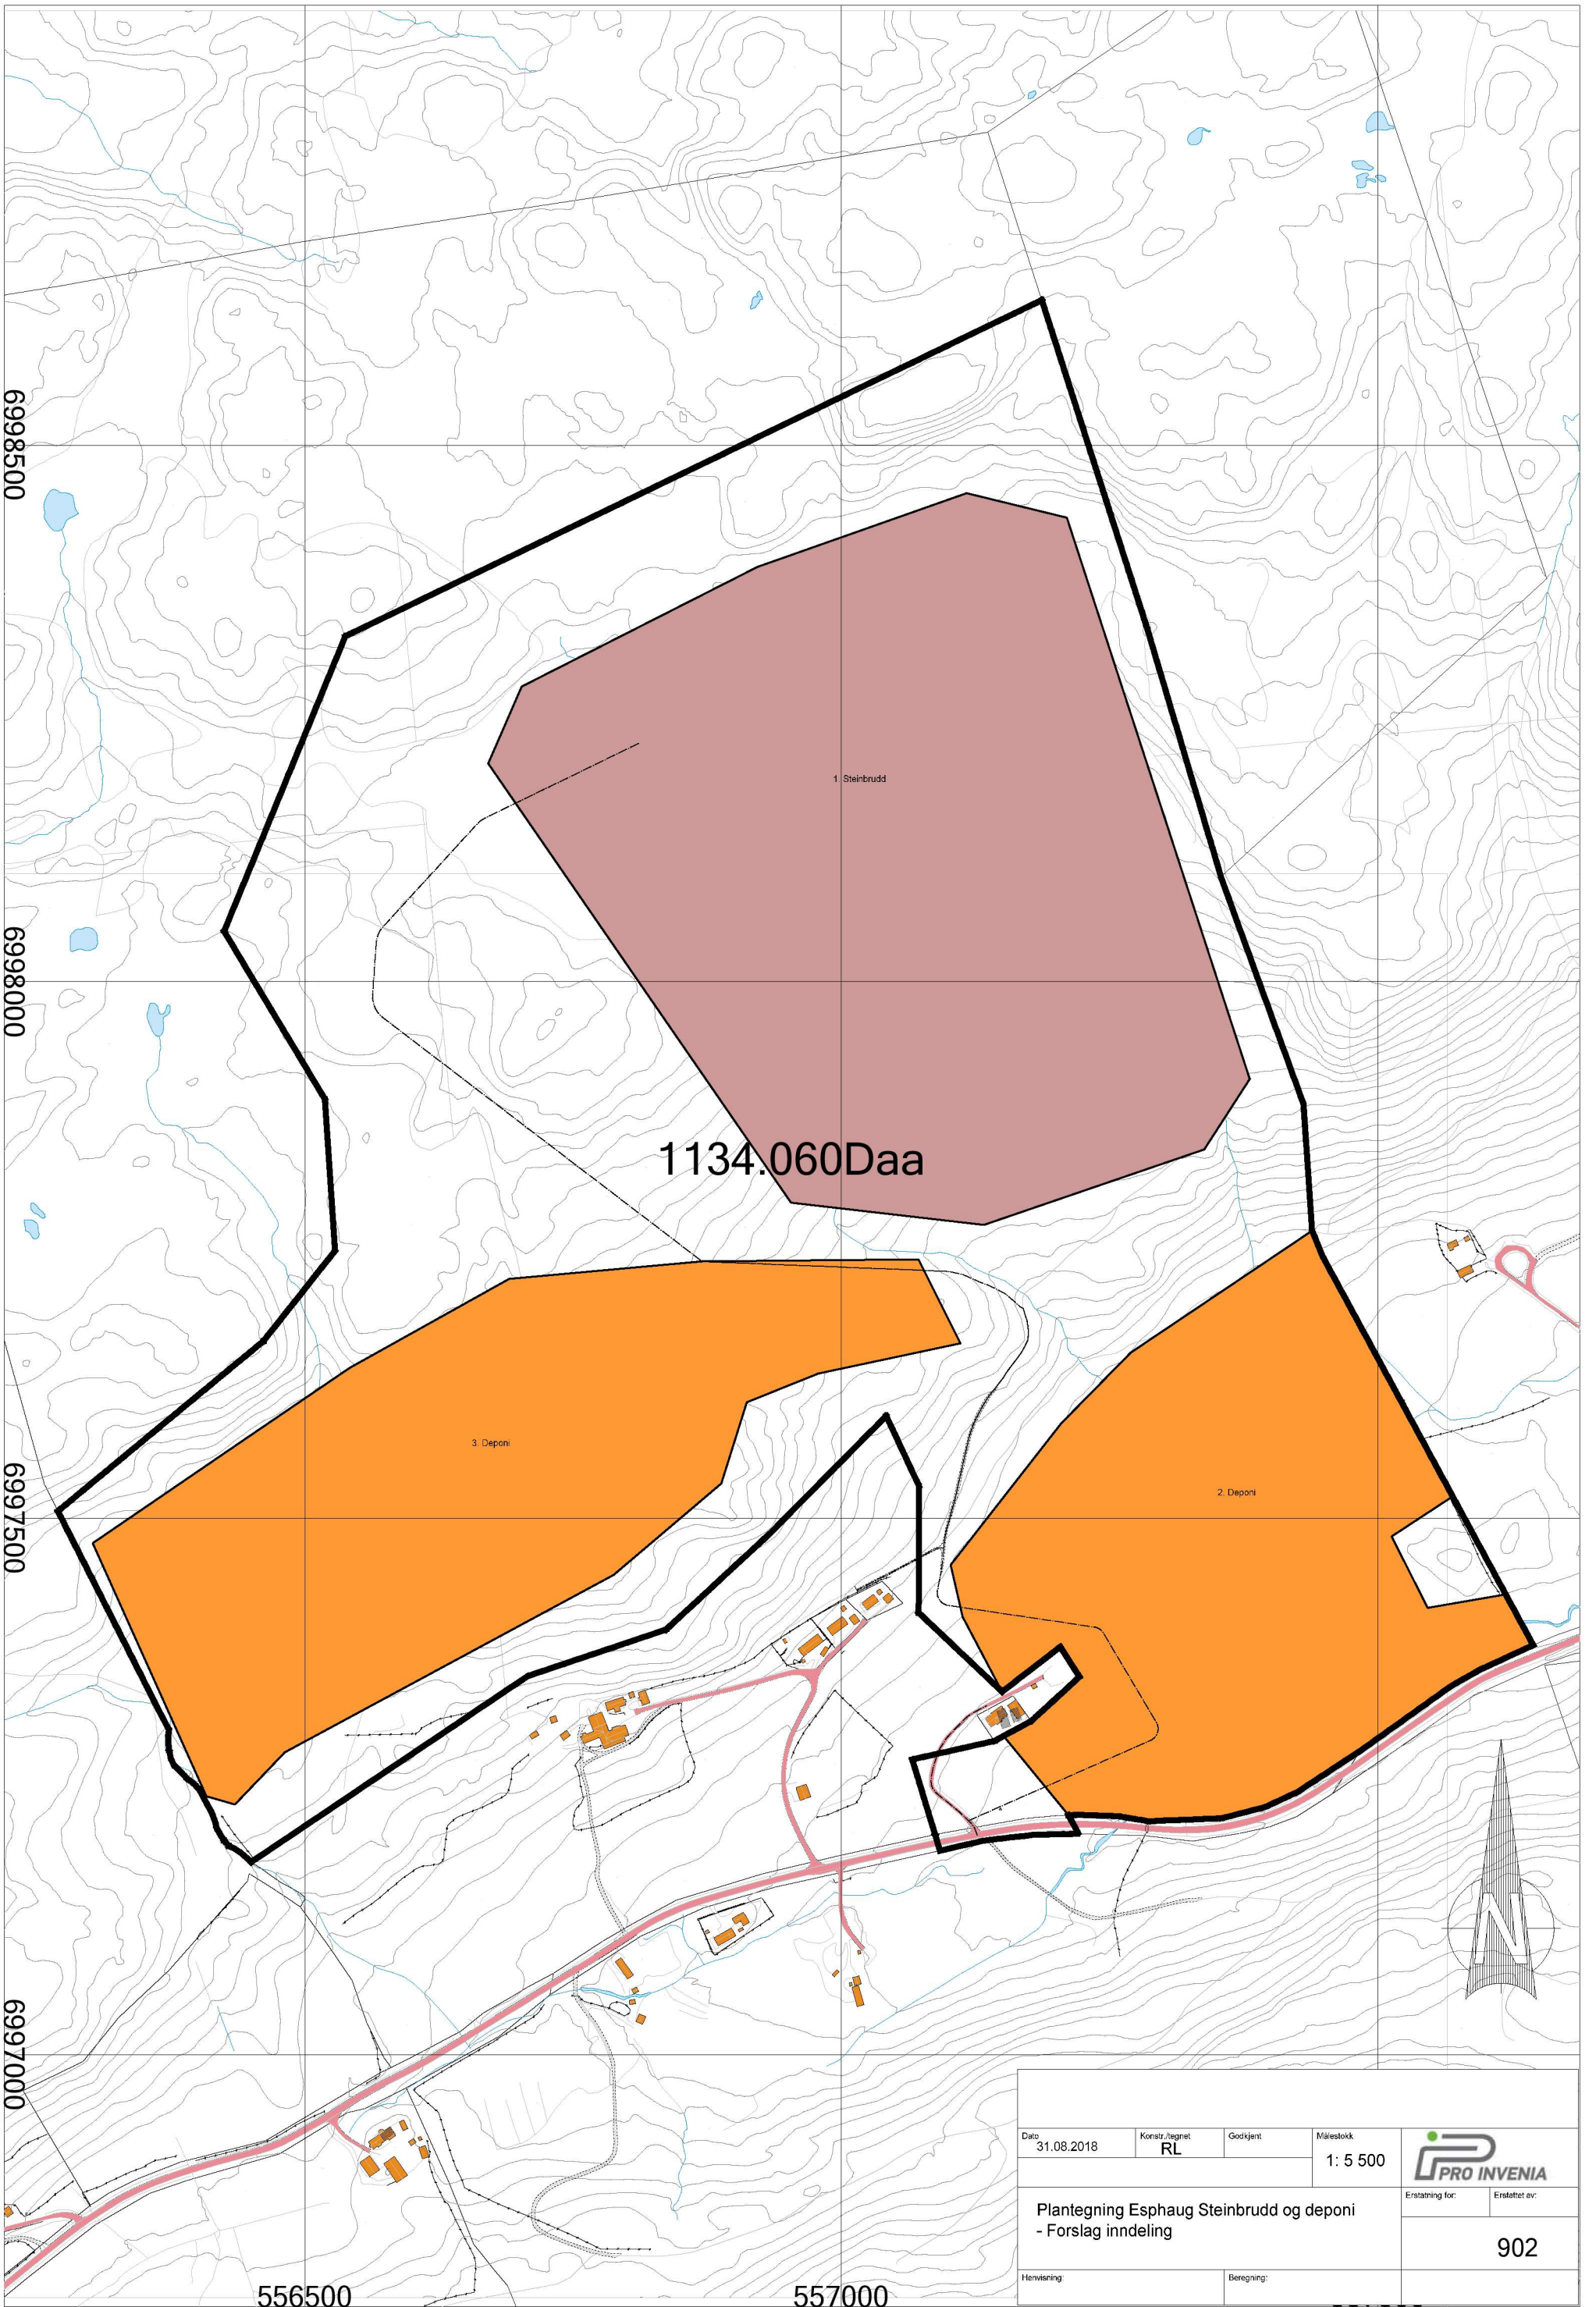 6998500
1. Steinbrudd
6998000
1134.060Daa
3. Deponi
2. Deponi
6997500
N
6997000
Dato
31.08.2018
Konstr./tegnet
RL
Godkjent
Målestokk
1: 5 500
PRO INVENIA
Plantegning Esphaug Steinbrudd og deponi
- Forslag inndeling
Erstatning for:
Erstattet av:
902
Henvisning:
Beregning:
556500
557000